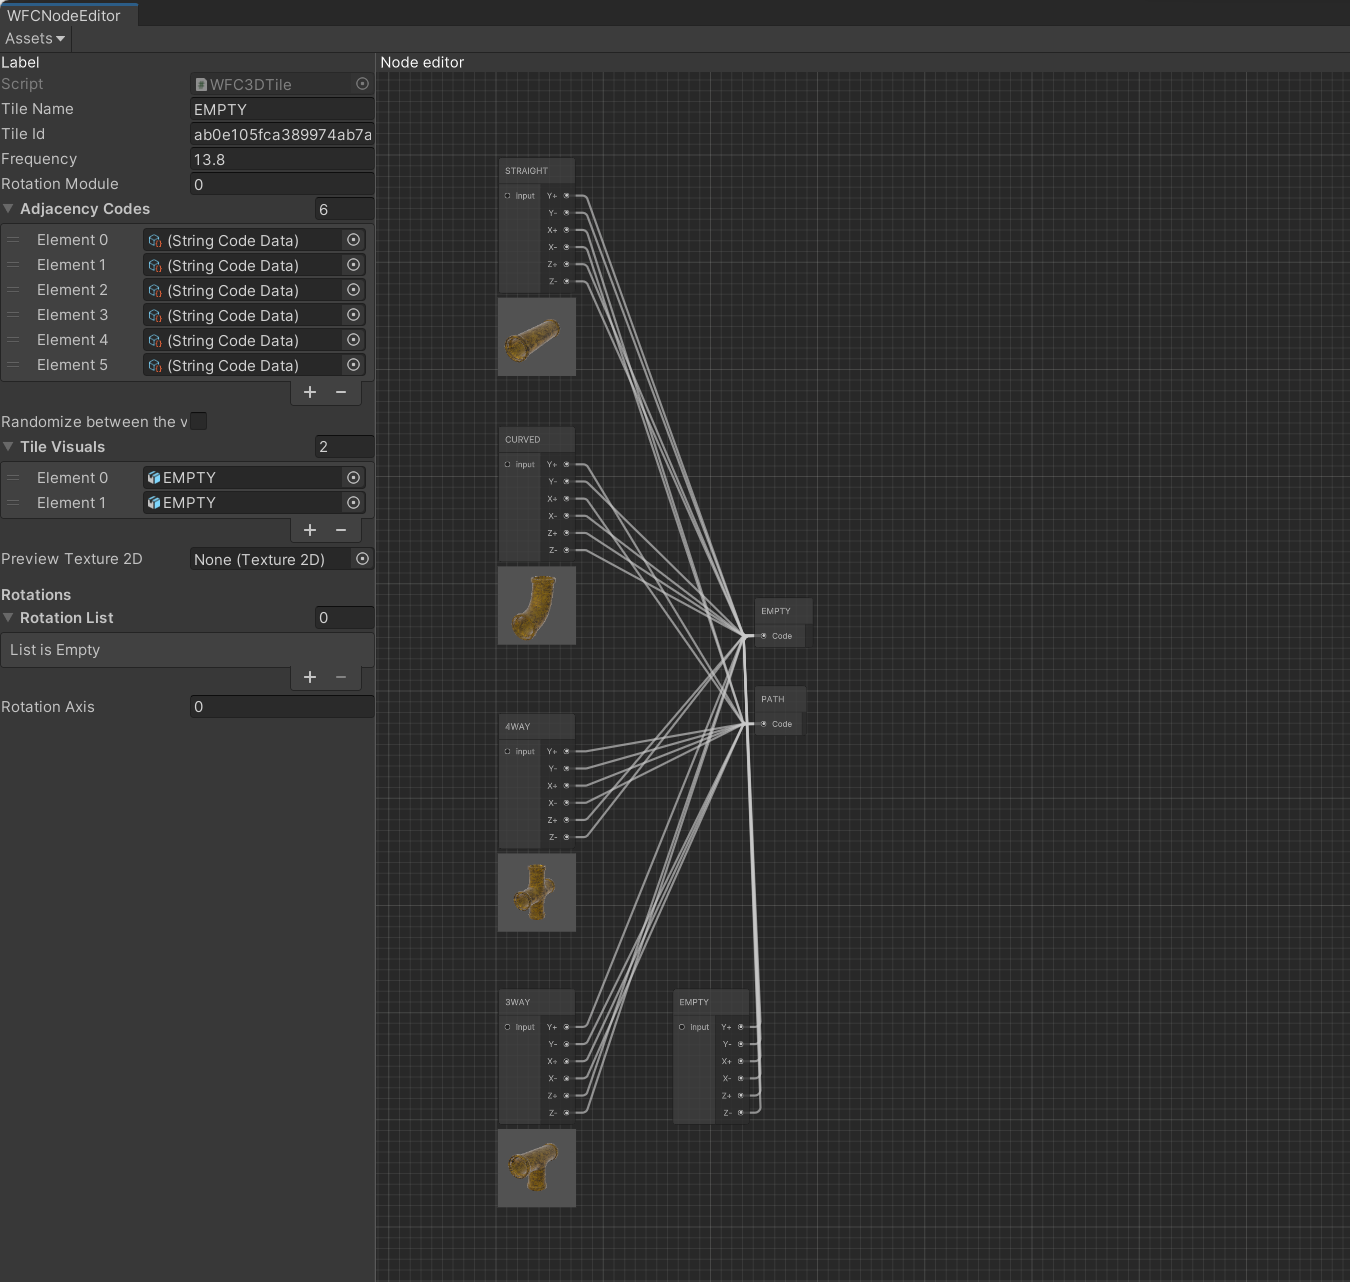 WFCNodeEditor
Assets
Label
Script WFC3DTile
Tile Name EMPTY
Tile Id ab0e105fca389974ab7a
Frequency 13.8
Rotation Module 0
Adjacency Codes 6
Element 0 (String Code Data)
Element 1 (String Code Data)
Element 2 (String Code Data)
Element 3 (String Code Data)
Element 4 (String Code Data)
Element 5 (String Code Data)
+ −
Randomize between the v
Tile Visuals 2
Element 0 EMPTY
Element 1 EMPTY
+ −
Preview Texture 2D None (Texture 2D)
Rotations
Rotation List 0
List is Empty
+ −
Rotation Axis 0
Node editor
STRAIGHT
Input Y+
Y-
X+
X-
Z+
Z-
CURVED
Input Y+
Y-
X+
X-
Z+
Z-
EMPTY
Code
PATH
Code
4WAY
Input Y+
Y-
X+
X-
Z+
Z-
3WAY
Input Y+
Y-
X+
X-
Z+
Z-
EMPTY
Input Y+
Y-
X+
X-
Z+
Z-